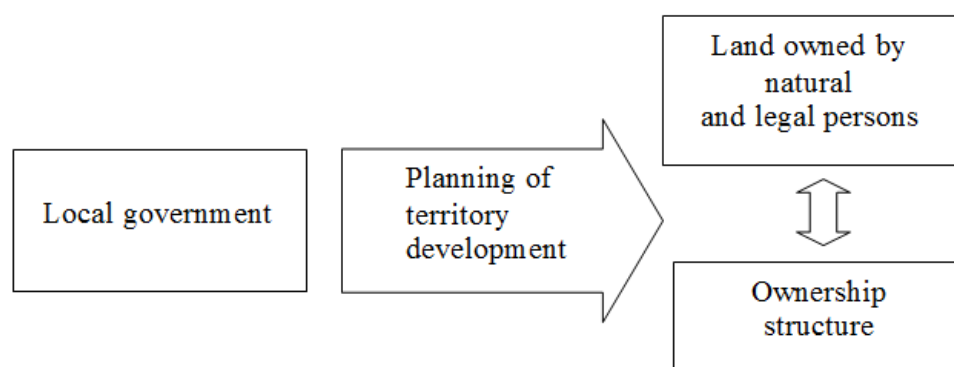 Local government
Planning of
territory
development
Land owned by
natural
and legal persons
Ownership
structure